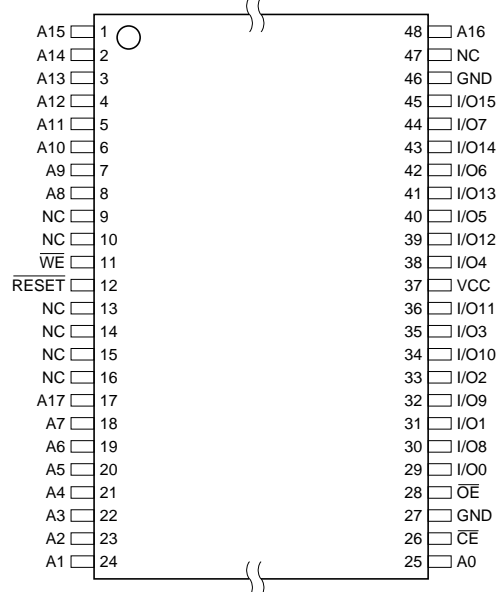 A15 1 48 A16
A14 2 47 NC
A13 3 46 GND
A12 4 45 I/O15
A11 5 44 I/O7
A10 6 43 I/O14
A9 7 42 I/O6
A8 8 41 I/O13
NC 9 40 I/O5
NC 10 39 I/O12
W̅E̅ 11 38 I/O4
R̅E̅S̅E̅T̅ 12 37 VCC
NC 13 36 I/O11
NC 14 35 I/O3
NC 15 34 I/O10
NC 16 33 I/O2
A17 17 32 I/O9
A7 18 31 I/O1
A6 19 30 I/O8
A5 20 29 I/O0
A4 21 28 O̅E̅
A3 22 27 GND
A2 23 26 C̅E̅
A1 24 25 A0